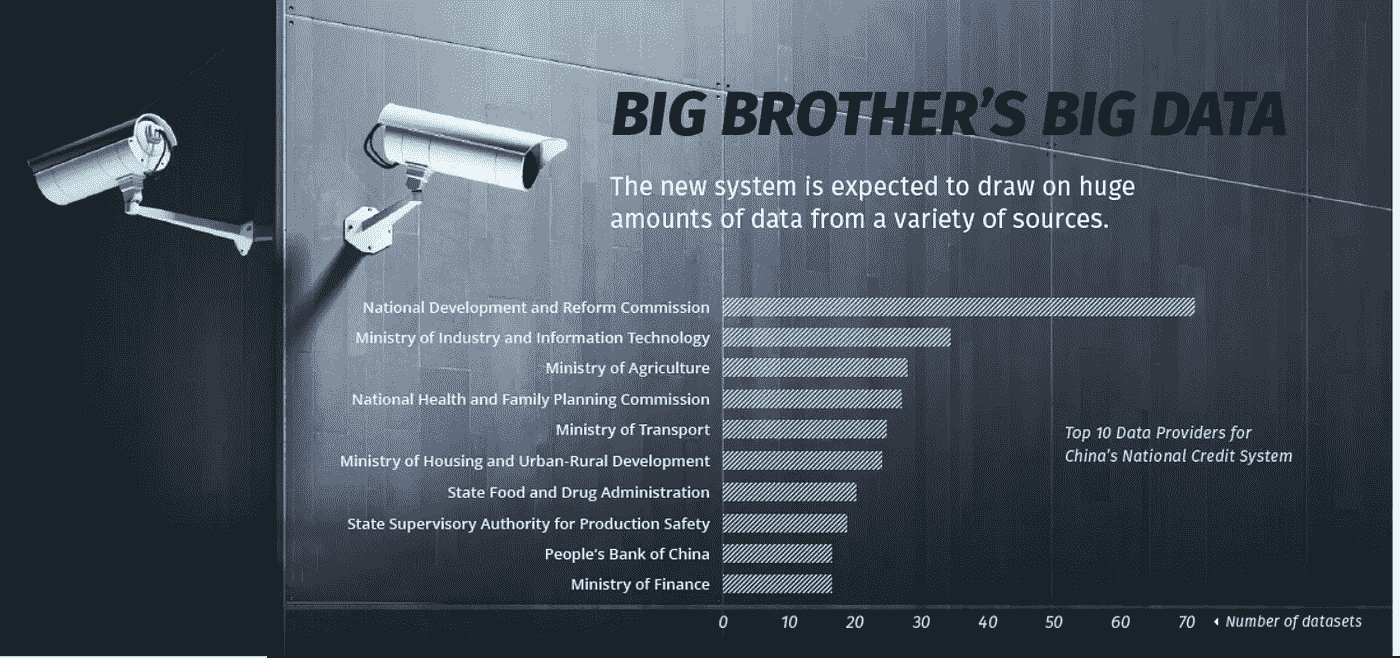 BIG BROTHER’S BIG DATA
The new system is expected to draw on huge
amounts of data from a variety of sources.
National Development and Reform Commission
Ministry of Industry and Information Technology
Ministry of Agriculture
National Health and Family Planning Commission
Ministry of Transport
Ministry of Housing and Urban-Rural Development
State Food and Drug Administration
State Supervisory Authority for Production Safety
People’s Bank of China
Ministry of Finance
Top 10 Data Providers for
China’s National Credit System
0 10 20 30 40 50 60 70 Number of datasets